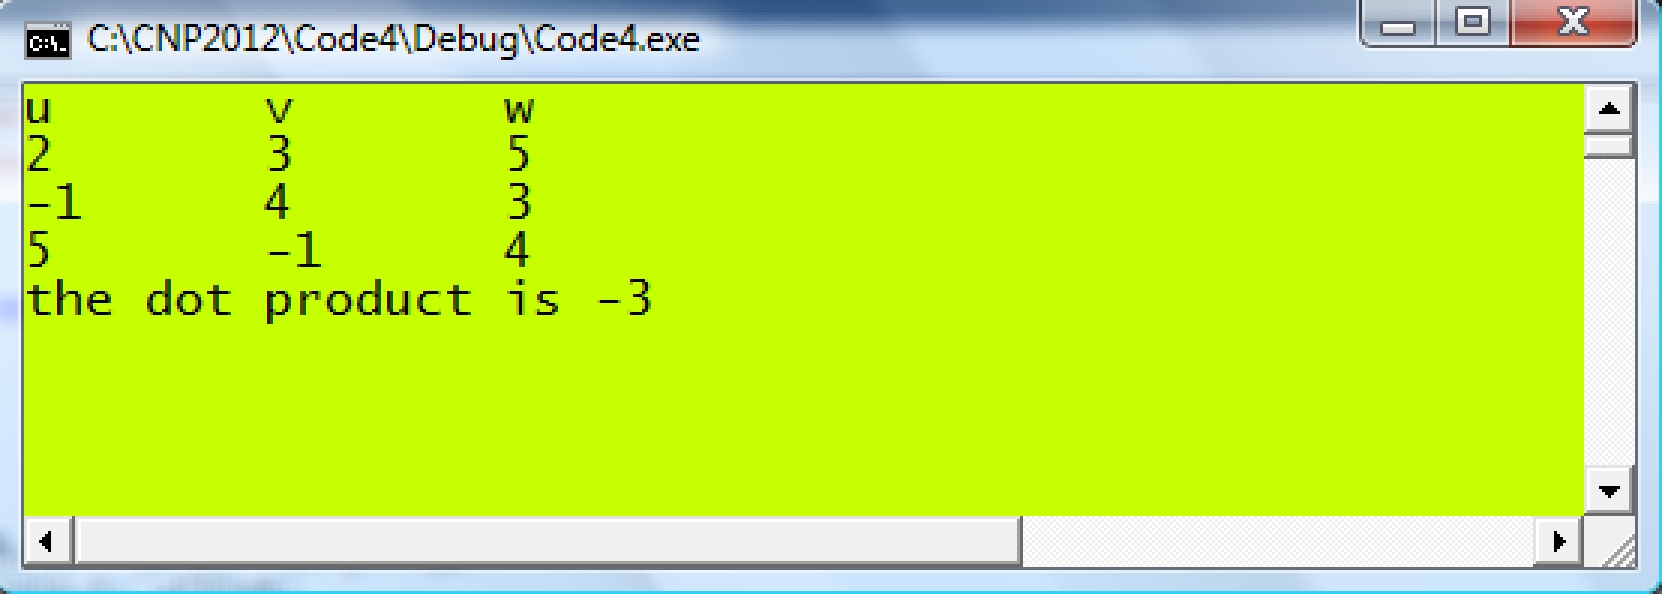 C:\CNP2012\Code4\Debug\Code4.exe
u v w
2 3 5
-1 4 3
5 -1 4
the dot product is -3